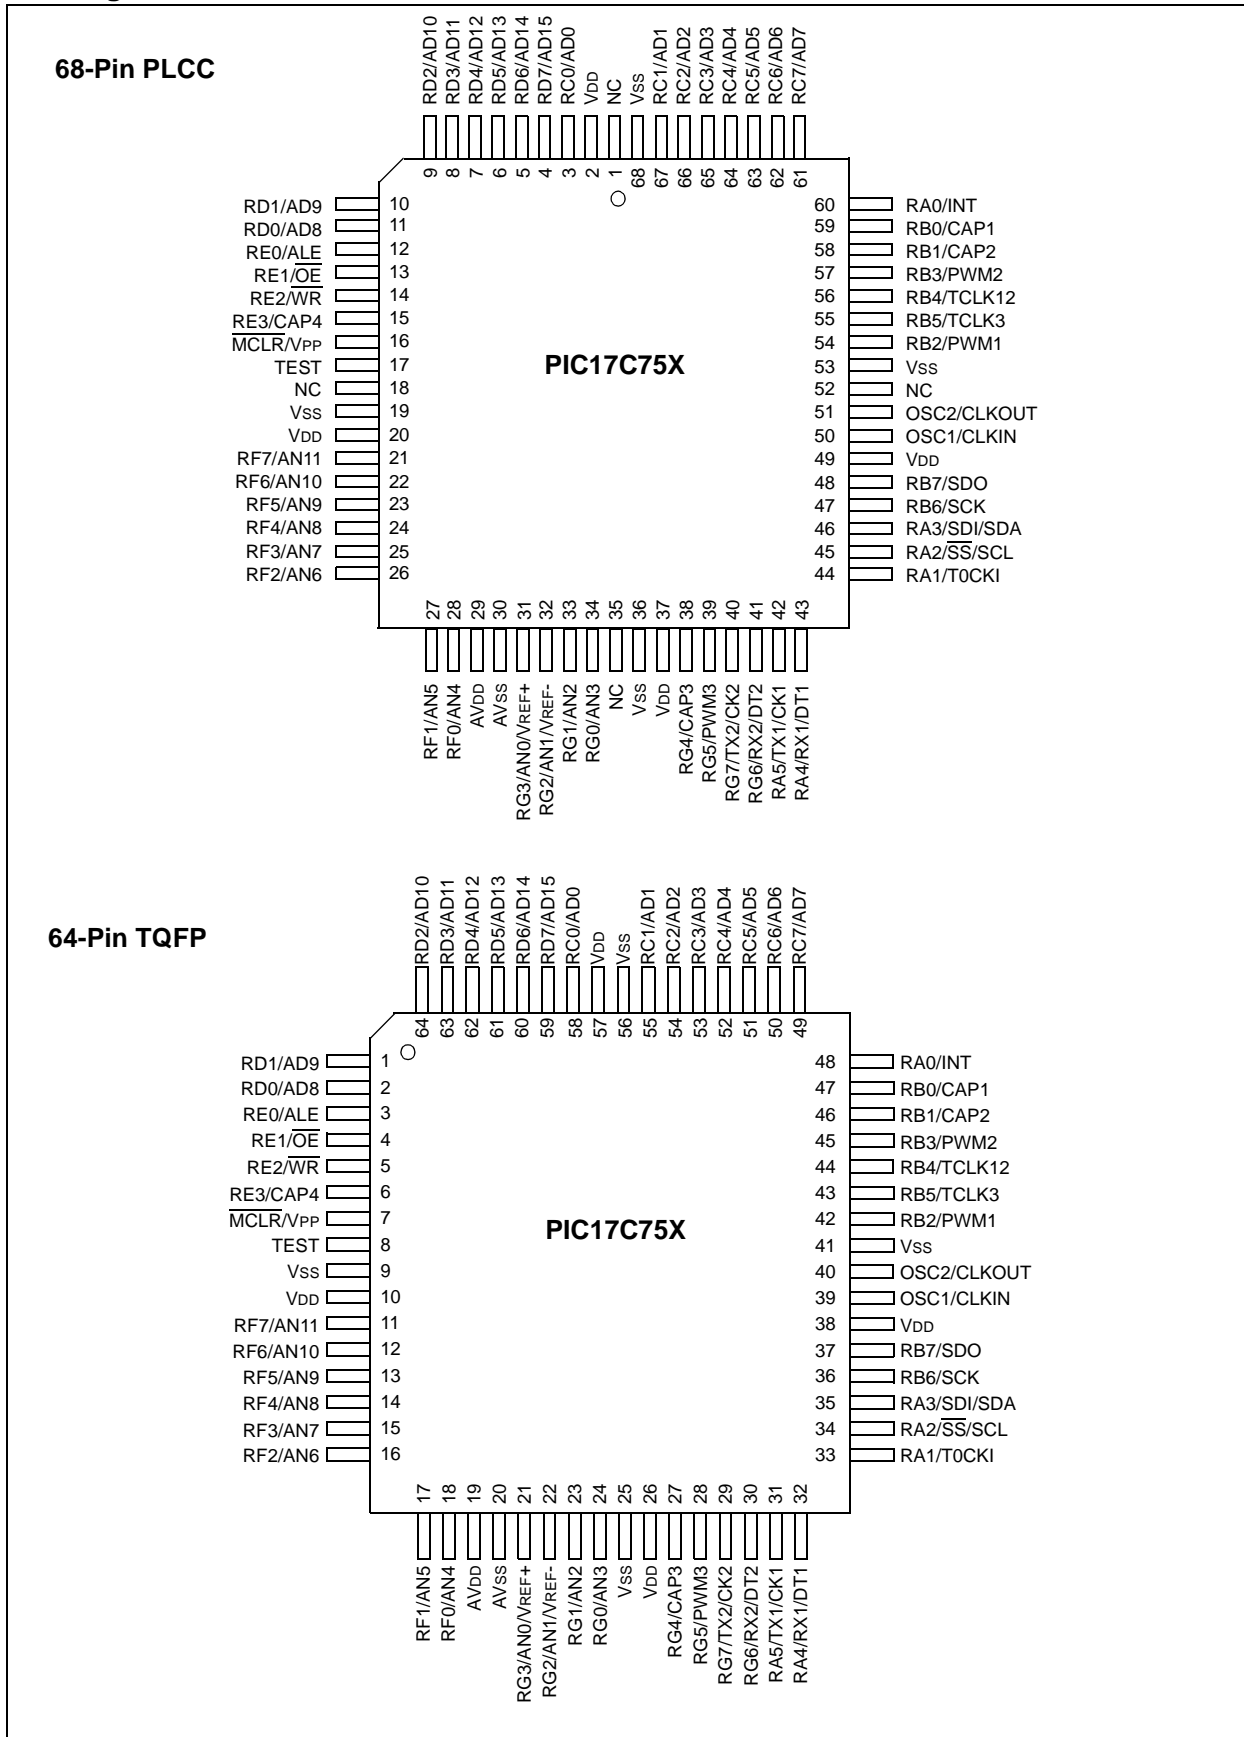 68-Pin PLCC
RD2/AD10
RD3/AD11
RD4/AD12
RD5/AD13
RD6/AD14
RD7/AD15
RC0/AD0
VDD
NC
VSS
RC1/AD1
RC2/AD2
RC3/AD3
RC4/AD4
RC5/AD5
RC6/AD6
RC7/AD7
9 8 7 6 5 4 3 2 1 68 67 66 65 64 63 62 61
RD1/AD9 10
RD0/AD8 11
RE0/ALE 12
RE1/OE 13
RE2/WR 14
RE3/CAP4 15
MCLR/VPP 16
TEST 17
NC 18
VSS 19
VDD 20
RF7/AN11 21
RF6/AN10 22
RF5/AN9 23
RF4/AN8 24
RF3/AN7 25
RF2/AN6 26
PIC17C75X
60 RA0/INT
59 RB0/CAP1
58 RB1/CAP2
57 RB3/PWM2
56 RB4/TCLK12
55 RB5/TCLK3
54 RB2/PWM1
53 VSS
52 NC
51 OSC2/CLKOUT
50 OSC1/CLKIN
49 VDD
48 RB7/SDO
47 RB6/SCK
46 RA3/SDI/SDA
45 RA2/SS/SCL
44 RA1/T0CKI
27 28 29 30 31 32 33 34 35 36 37 38 39 40 41 42 43
RF1/AN5
RF0/AN4
AVDD
AVSS
RG3/AN0/VREF+
RG2/AN1/VREF-
RG1/AN2
RG0/AN3
NC
VSS
VDD
RG4/CAP3
RG5/PWM3
RG7/TX2/CK2
RG6/RX2/DT2
RA5/TX1/CK1
RA4/RX1/DT1
64-Pin TQFP
RD2/AD10
RD3/AD11
RD4/AD12
RD5/AD13
RD6/AD14
RD7/AD15
RC0/AD0
VDD
VSS
RC1/AD1
RC2/AD2
RC3/AD3
RC4/AD4
RC5/AD5
RC6/AD6
RC7/AD7
64 63 62 61 60 59 58 57 56 55 54 53 52 51 50 49
RD1/AD9 1
RD0/AD8 2
RE0/ALE 3
RE1/OE 4
RE2/WR 5
RE3/CAP4 6
MCLR/VPP 7
TEST 8
VSS 9
VDD 10
RF7/AN11 11
RF6/AN10 12
RF5/AN9 13
RF4/AN8 14
RF3/AN7 15
RF2/AN6 16
PIC17C75X
48 RA0/INT
47 RB0/CAP1
46 RB1/CAP2
45 RB3/PWM2
44 RB4/TCLK12
43 RB5/TCLK3
42 RB2/PWM1
41 VSS
40 OSC2/CLKOUT
39 OSC1/CLKIN
38 VDD
37 RB7/SDO
36 RB6/SCK
35 RA3/SDI/SDA
34 RA2/SS/SCL
33 RA1/T0CKI
17 18 19 20 21 22 23 24 25 26 27 28 29 30 31 32
RF1/AN5
RF0/AN4
AVDD
AVSS
RG3/AN0/VREF+
RG2/AN1/VREF-
RG1/AN2
RG0/AN3
VSS
VDD
RG4/CAP3
RG5/PWM3
RG7/TX2/CK2
RG6/RX2/DT2
RA5/TX1/CK1
RA4/RX1/DT1